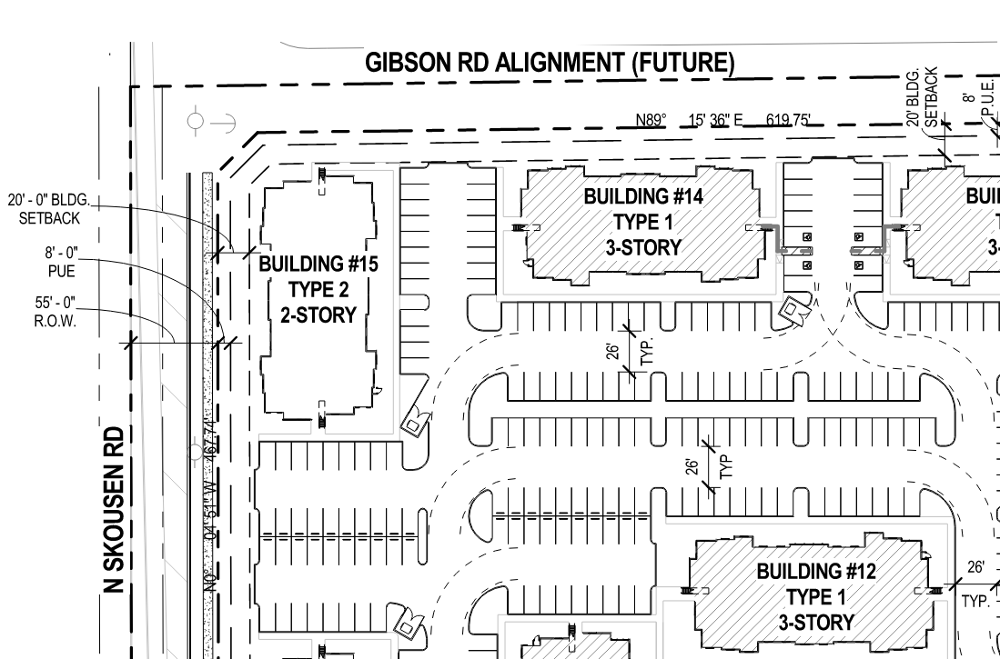 GIBSON RD ALIGNMENT (FUTURE)
20' BLDG.
SETBACK
8'
P.U.E.
N89° 15' 36" E 619.75'
20' - 0" BLDG.
SETBACK
8' - 0"
PUE
55' - 0"
R.O.W.
BUILDING #15
TYPE 2
2-STORY
BUILDING #14
TYPE 1
3-STORY
BUI
3-
26'
TYP.
26'
TYP
N SKOUSEN RD
N0° 04' 51" W 467.74'
BUILDING #12
TYPE 1
3-STORY
26'
TYP.